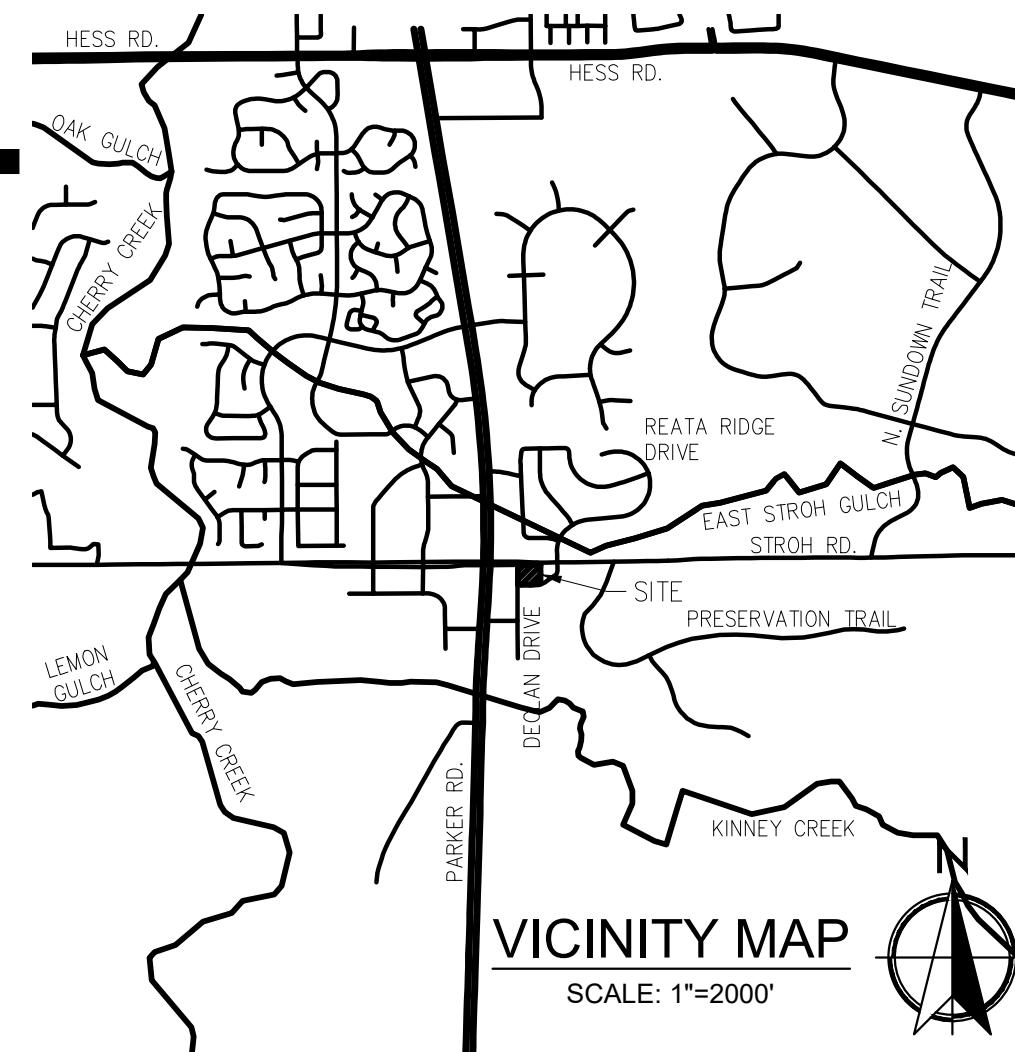 HESS RD.
HESS RD.
OAK GULCH
CHERRY CREEK
N. SUNDOWN TRAIL
REATA RIDGE
DRIVE
EAST STROH GULCH
STROH RD.
SITE
PRESERVATION TRAIL
DECLAN DRIVE
LEMON
GULCH
CHERRY CREEK
PARKER RD.
KINNEY CREEK
N
VICINITY MAP
SCALE: 1"=2000'